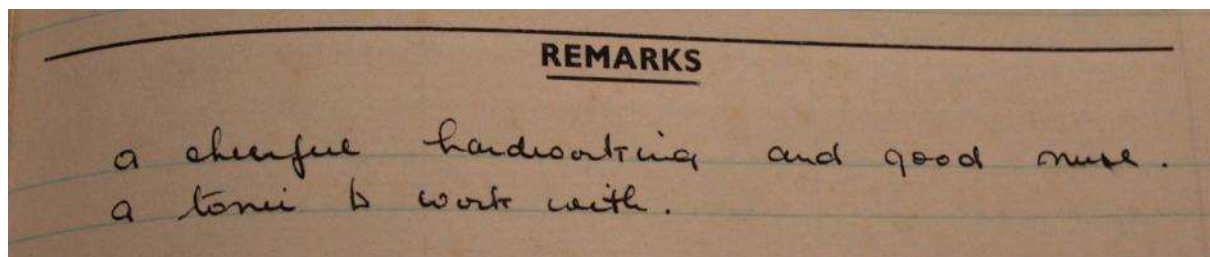 REMARKS
a cheerful hardworking and good nurse.
a tonic to work with.